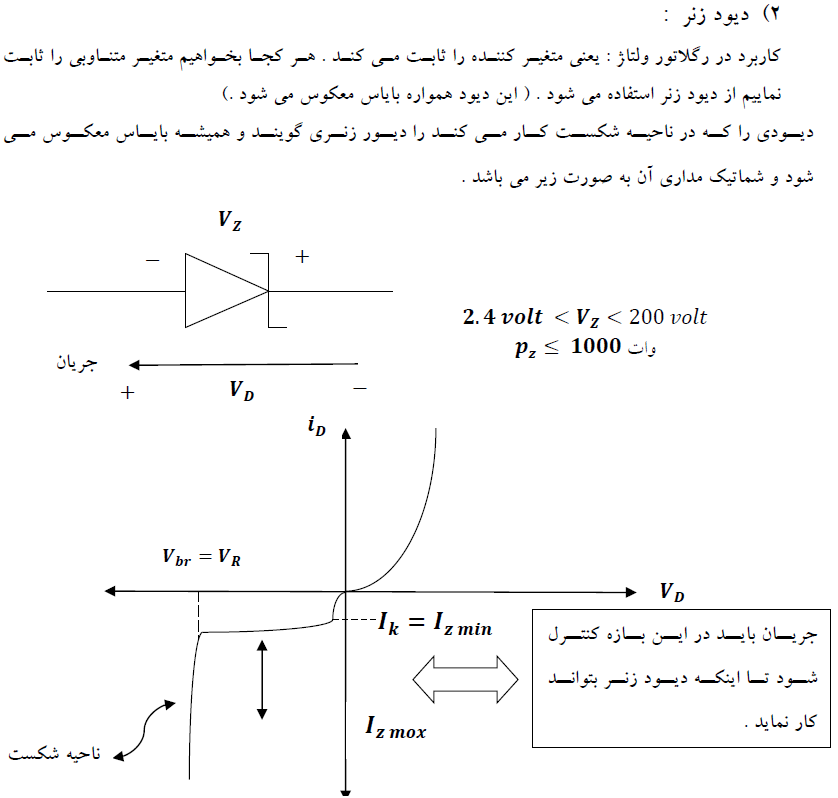 ۲) دیود زنر :
کاربرد در رگلاتور ولتاژ : یعنی متغیر کننده را ثابت می کند . هر کجا بخواهیم متغیر متناوبی را ثابت
نماییم از دیود زنر استفاده می شود . ( این دیود همواره بایاس معکوس می شود .)
دیودی را که در ناحیه شکست کار می کند را دیور زنری گویند و همیشه بایاس معکوس می
شود و شماتیک مداری آن به صورت زیر می باشد .
V_Z
− +
2.4 volt < V_Z < 200 volt
p_z ≤ 1000 وات
جریان
+ V_D −
i_D
V_br = V_R
V_D
I_k = I_z min
جریان باید در این بازه کنترل
شود تا اینکه دیود زنر بتواند
کار نماید .
I_z mox
ناحیه شکست